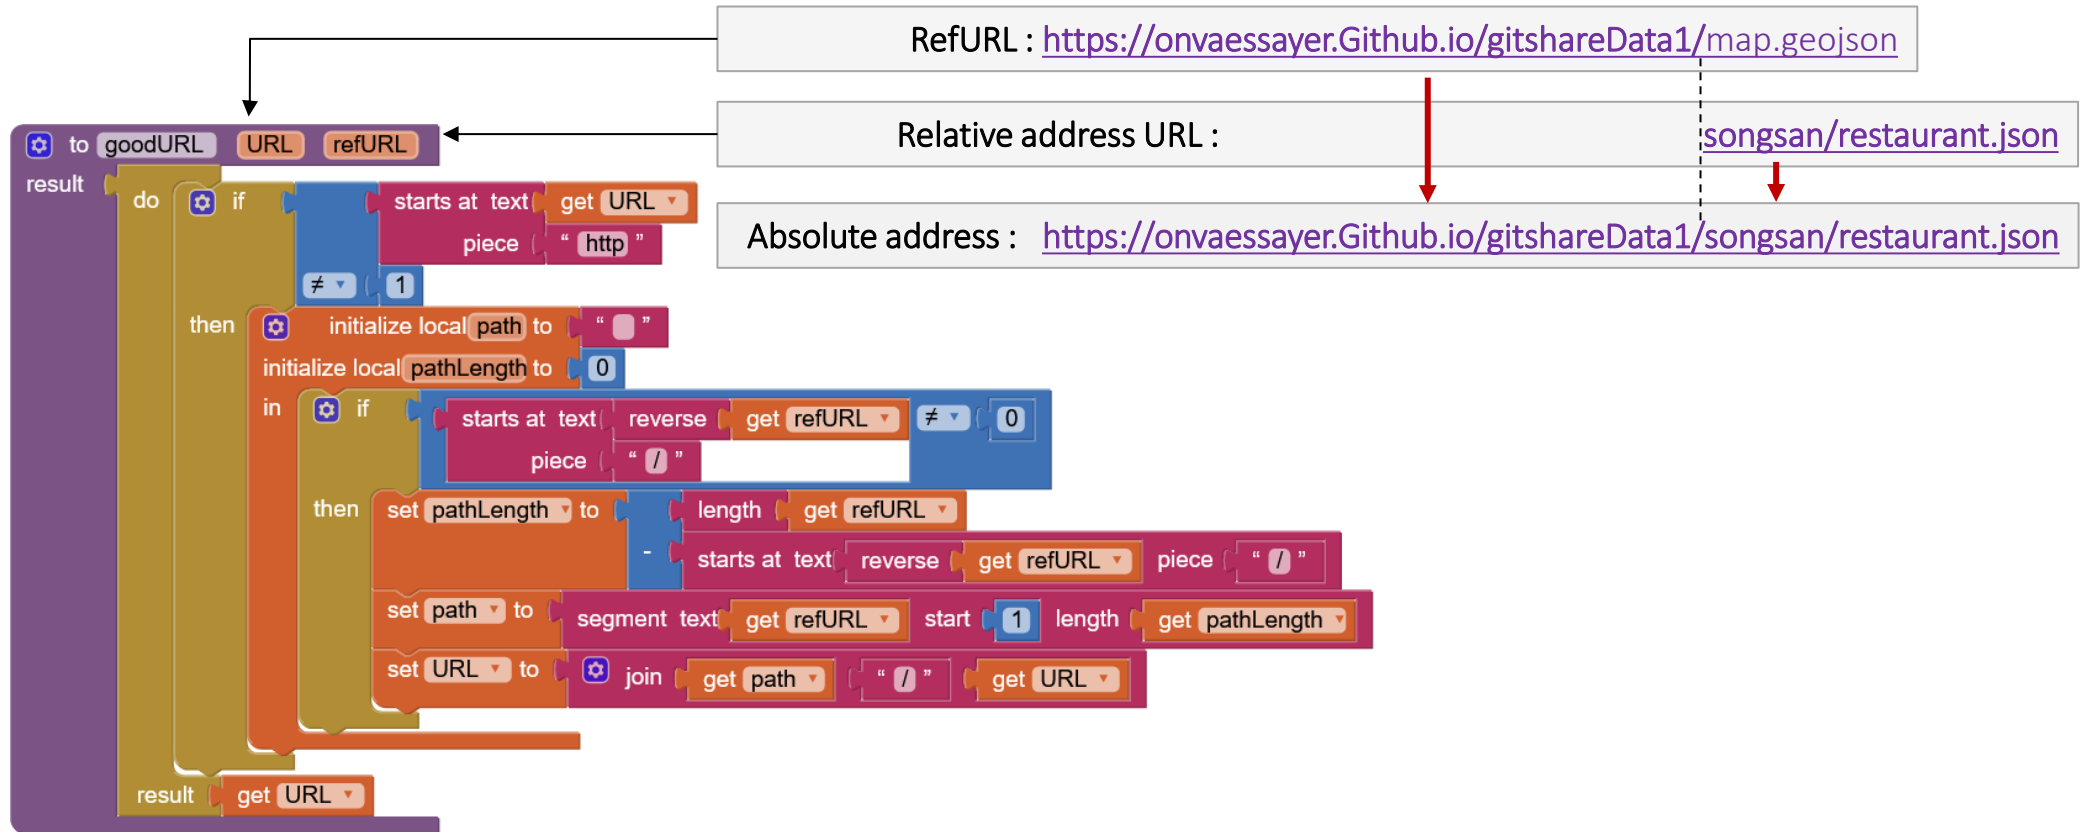 RefURL : https://onvaessayer.Github.io/gitshareData1/map.geojson
Relative address URL : songsan/restaurant.json
Absolute address : https://onvaessayer.Github.io/gitshareData1/songsan/restaurant.json
to goodURL URL refURL
result
do if starts at text get URL
piece “ http ”
≠ 1
then initialize local path to “ ”
initialize local pathLength to 0
in if starts at text reverse get refURL ≠ 0
piece “ / ”
then set pathLength to length get refURL
- starts at text reverse get refURL piece “ / ”
set path to segment text get refURL start 1 length get pathLength
set URL to join get path “ / ” get URL
result get URL